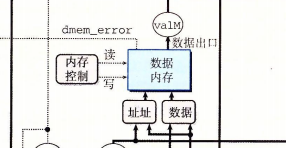 valM
dmem_error
数据出口
读
内存
控制
数据
内存
写
址址
数据